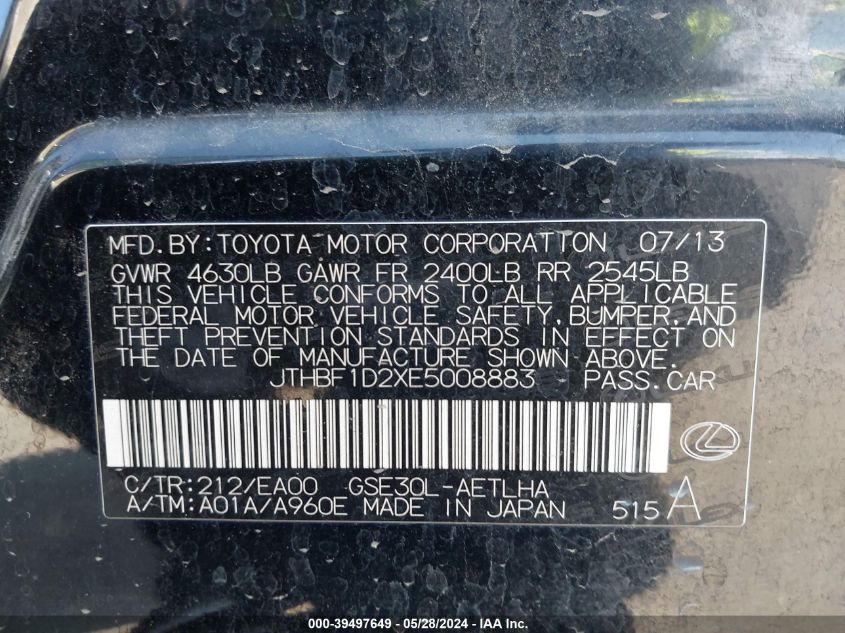 MFD.BY:TOYOTA MOTOR CORPORATION 07/13
GVWR 4630LB GAWR FR 2400LB RR 2545LB
THIS VEHICLE CONFORMS TO ALL APPLICABLE
FEDERAL MOTOR VEHICLE SAFETY,BUMPER,AND
THEFT PREVENTION STANDARDS IN EFFECT ON
THE DATE OF MANUFACTURE SHOWN ABOVE.
JTHBF1D2XE5008883 PASS.CAR
C/TR:212/EA00 GSE30L-AETLHA
A/TM:A01A/A960E MADE IN JAPAN 515 A
000-39497649 - 05/28/2024 - IAA Inc.